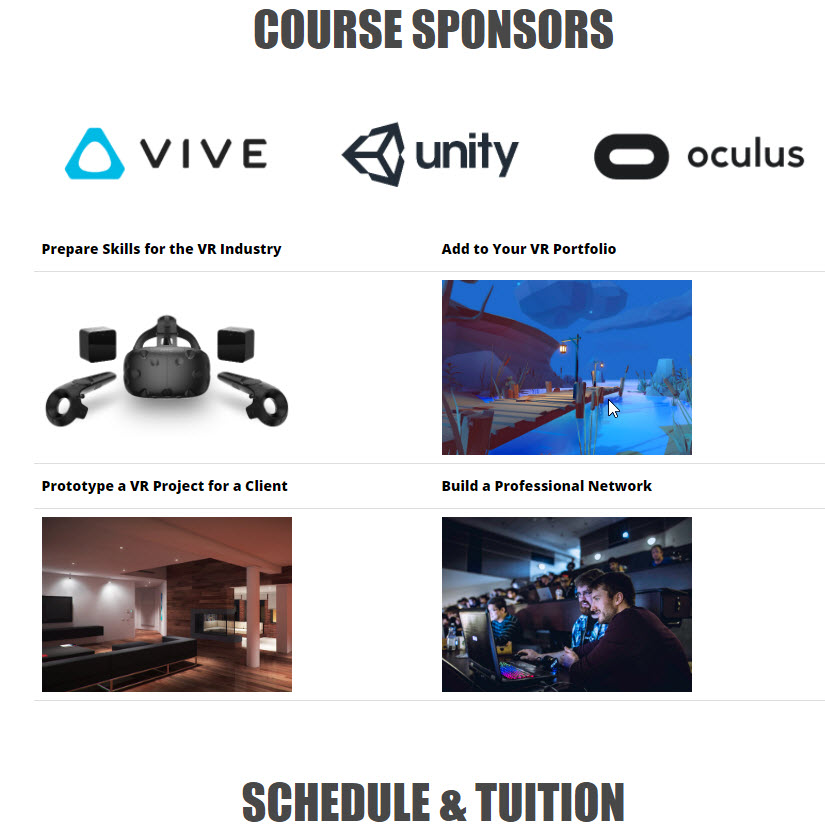 COURSE SPONSORS
VIVE
unity
oculus
Prepare Skills for the VR Industry
Add to Your VR Portfolio
Prototype a VR Project for a Client
Build a Professional Network
SCHEDULE & TUITION